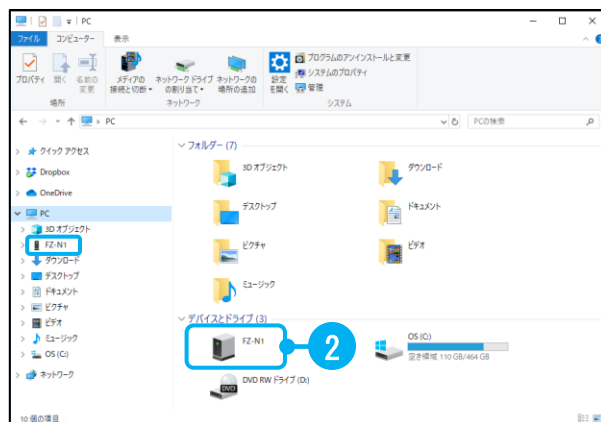 PC
ファイル コンピューター 表示
プロパティ 開く 名前の変更 メディアの接続と切断 ネットワーク ドライブの割り当て ネットワークの場所の追加 設定を開く プログラムのアンインストールと変更
システムのプロパティ
管理
場所 ネットワーク システム
PC PCの検索
クイック アクセス
Dropbox
OneDrive
PC
3D オブジェクト
FZ-N1
ダウンロード
デスクトップ
ドキュメント
ピクチャ
ビデオ
ミュージック
OS (C:)
ネットワーク
フォルダー (7)
3D オブジェクト ダウンロード
デスクトップ ドキュメント
ピクチャ ビデオ
ミュージック
デバイスとドライブ (3)
FZ-N1 2 OS (C:)
空き領域 110 GB/464 GB
DVD RW ドライブ (D:)
DVD
10 個の項目